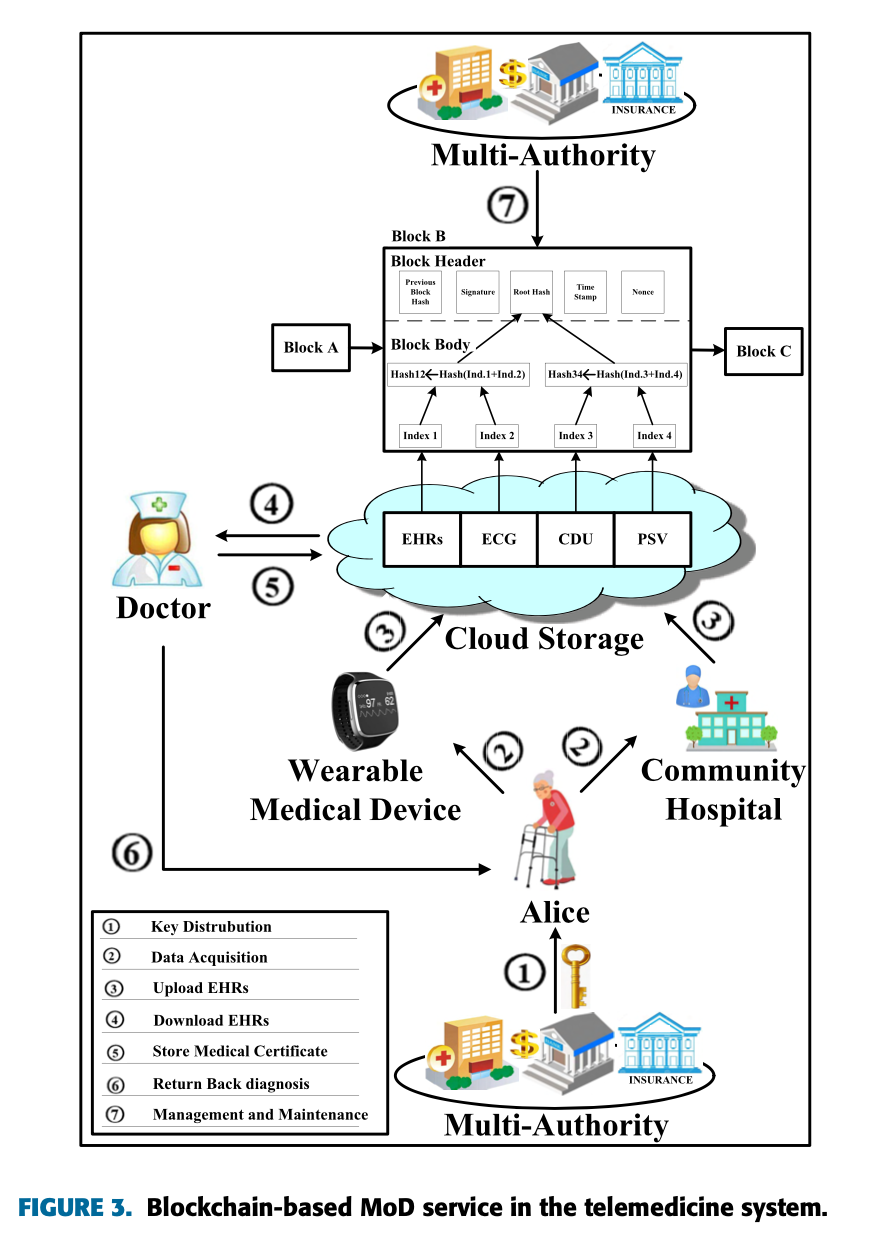 INSURANCE
Multi-Authority
7
Block B
Block Header
Previous
Block
Hash
Signature
Root Hash
Time
Stamp
Nonce
Block A
Block Body
Block C
Hash12←Hash(Ind.1+Ind.2)
Hash34←Hash(Ind.3+Ind.4)
Index 1
Index 2
Index 3
Index 4
4
EHRs
ECG
CDU
PSV
5
Doctor
3
3
Cloud Storage
97
62
2
2
Wearable
Medical Device
Community
Hospital
6
Alice
1
INSURANCE
Multi-Authority
1 Key Distrubution
2 Data Acquisition
3 Upload EHRs
4 Download EHRs
5 Store Medical Certificate
6 Return Back diagnosis
7 Management and Maintenance
FIGURE 3. Blockchain-based MoD service in the telemedicine system.